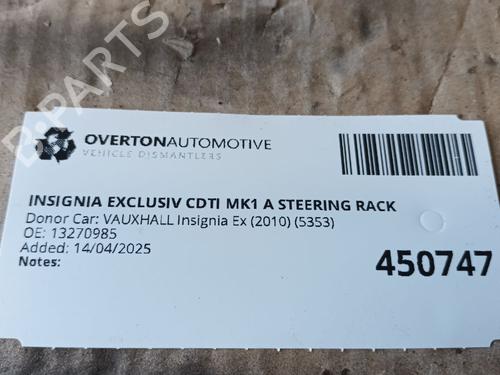 B-PARTS
OVERTONAUTOMOTIVE
VEHICLE DISMANTLERS
INSIGNIA EXCLUSIV CDTI MK1 A STEERING RACK
Donor Car: VAUXHALL Insignia Ex (2010) (5353)
OE: 13270985
Added: 14/04/2025
Notes:
450747